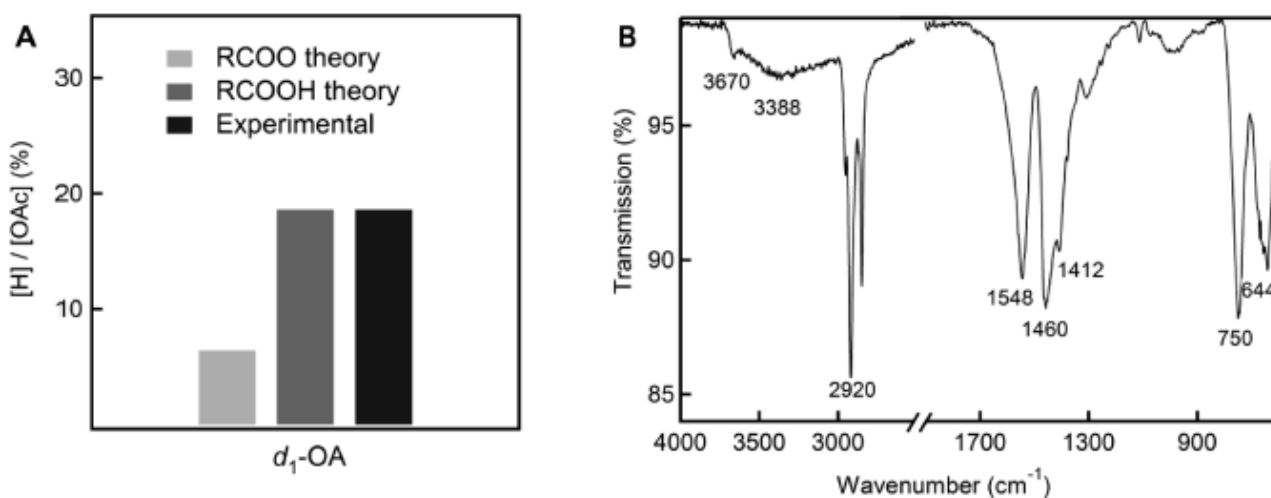 A
RCOO theory
RCOOH theory
Experimental
[H] / [OAc] (%)
30
20
10
d₁-OA
B
Transmission (%)
95
90
85
3670
3388
2920
1548
1460
1412
750
644
4000 3500 3000 1700 1300 900
Wavenumber (cm⁻¹)